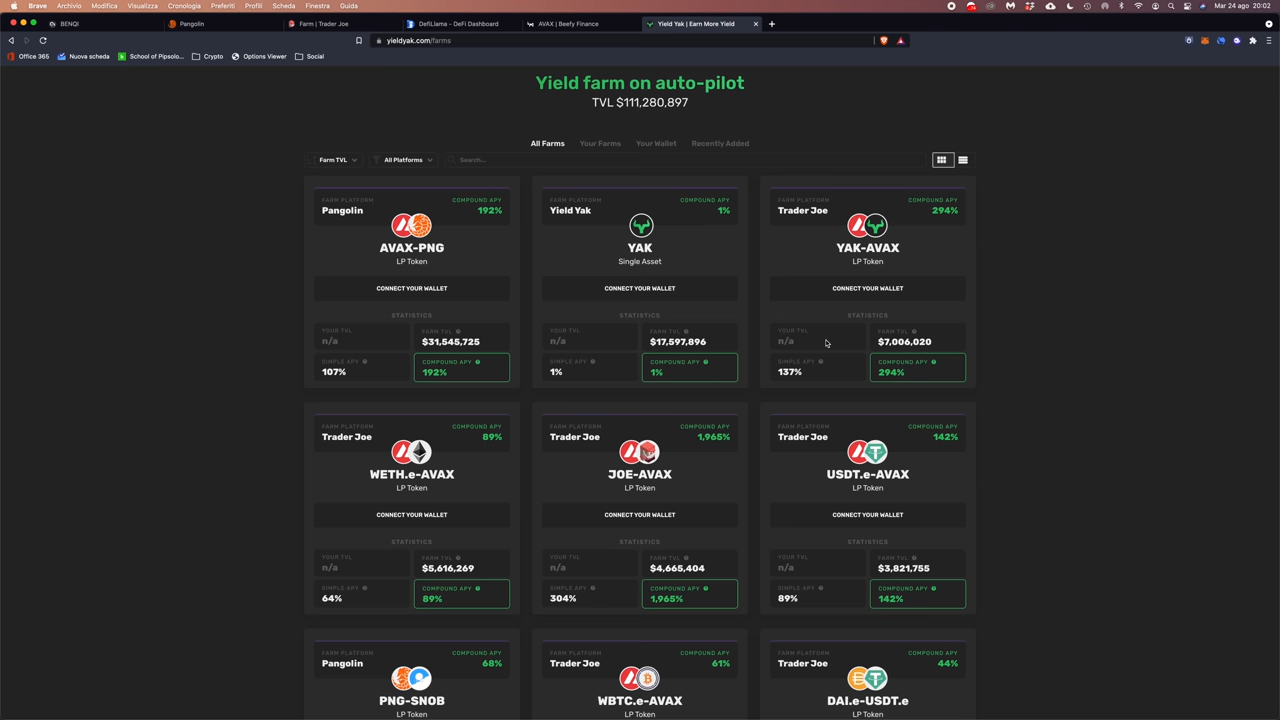 Brave Archivio Modifica Visualizza Cronologia Preferiti Profili Scheda Finestra Guida
Mar 24 ago 20:02
BENQI
Pangolin
Farm | Trader Joe
DefiLlama - DeFi Dashboard
AVAX | Beefy Finance
Yield Yak | Earn More Yield
yieldyak.com/farms
Office 365 Nuova scheda School of Pipsolo... Crypto Options Viewer Social
Yield farm on auto-pilot
TVL $111,280,897
All Farms Your Farms Your Wallet Recently Added
Farm TVL All Platforms Search...
FARM PLATFORM COMPOUND APY
Pangolin 192%
AVAX-PNG
LP Token
CONNECT YOUR WALLET
STATISTICS
YOUR TVL FARM TVL
n/a $31,545,725
SIMPLE APY COMPOUND APY
107% 192%
FARM PLATFORM COMPOUND APY
Yield Yak 1%
YAK
Single Asset
CONNECT YOUR WALLET
STATISTICS
YOUR TVL FARM TVL
n/a $17,597,896
SIMPLE APY COMPOUND APY
1% 1%
FARM PLATFORM COMPOUND APY
Trader Joe 294%
YAK-AVAX
LP Token
CONNECT YOUR WALLET
STATISTICS
YOUR TVL FARM TVL
n/a $7,006,020
SIMPLE APY COMPOUND APY
137% 294%
FARM PLATFORM COMPOUND APY
Trader Joe 89%
WETH.e-AVAX
LP Token
CONNECT YOUR WALLET
STATISTICS
YOUR TVL FARM TVL
n/a $5,616,269
SIMPLE APY COMPOUND APY
64% 89%
FARM PLATFORM COMPOUND APY
Trader Joe 1,965%
JOE-AVAX
LP Token
CONNECT YOUR WALLET
STATISTICS
YOUR TVL FARM TVL
n/a $4,665,404
SIMPLE APY COMPOUND APY
304% 1,965%
FARM PLATFORM COMPOUND APY
Trader Joe 142%
USDT.e-AVAX
LP Token
CONNECT YOUR WALLET
STATISTICS
YOUR TVL FARM TVL
n/a $3,821,755
SIMPLE APY COMPOUND APY
89% 142%
FARM PLATFORM COMPOUND APY
Pangolin 68%
PNG-SNOB
LP Token
FARM PLATFORM COMPOUND APY
Trader Joe 61%
WBTC.e-AVAX
LP Token
FARM PLATFORM COMPOUND APY
Trader Joe 44%
DAI.e-USDT.e
LP Token